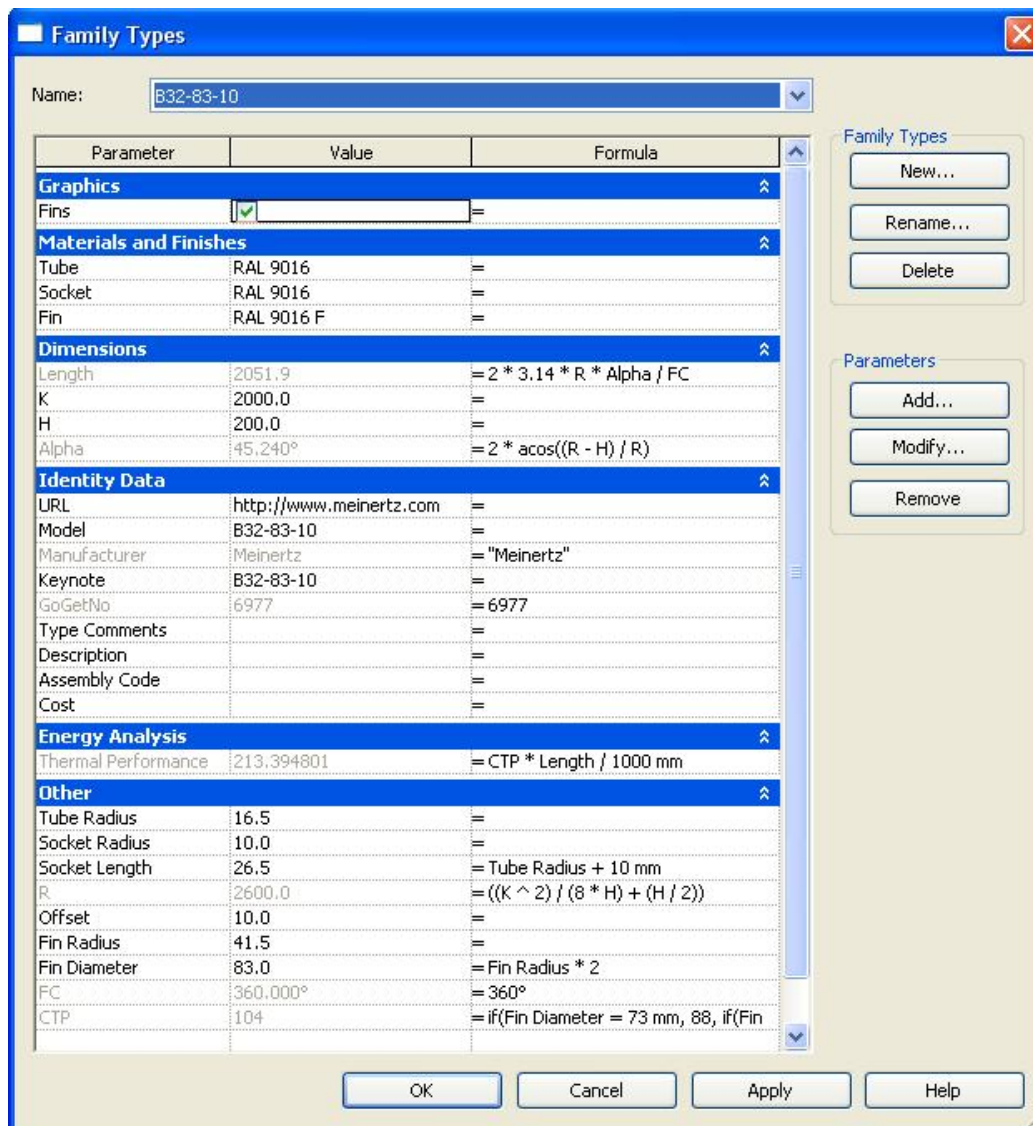 Family Types
Name: B32-83-10
Parameter Value Formula
Graphics
Fins =
Materials and Finishes
Tube RAL 9016 =
Socket RAL 9016 =
Fin RAL 9016 F =
Dimensions
Length 2051.9 = 2 * 3.14 * R * Alpha / FC
K 2000.0 =
H 200.0 =
Alpha 45.240° = 2 * acos((R - H) / R)
Identity Data
URL http://www.meinertz.com =
Model B32-83-10 =
Manufacturer Meinertz = "Meinertz"
Keynote B32-83-10 =
GoGetNo 6977 = 6977
Type Comments =
Description =
Assembly Code =
Cost =
Energy Analysis
Thermal Performance 213.394801 = CTP * Length / 1000 mm
Other
Tube Radius 16.5 =
Socket Radius 10.0 =
Socket Length 26.5 = Tube Radius + 10 mm
R 2600.0 = ((K ^ 2) / (8 * H) + (H / 2))
Offset 10.0 =
Fin Radius 41.5 =
Fin Diameter 83.0 = Fin Radius * 2
FC 360.000° = 360°
CTP 104 = if(Fin Diameter = 73 mm, 88, if(Fin
Family Types
New...
Rename...
Delete
Parameters
Add...
Modify...
Remove
OK Cancel Apply Help